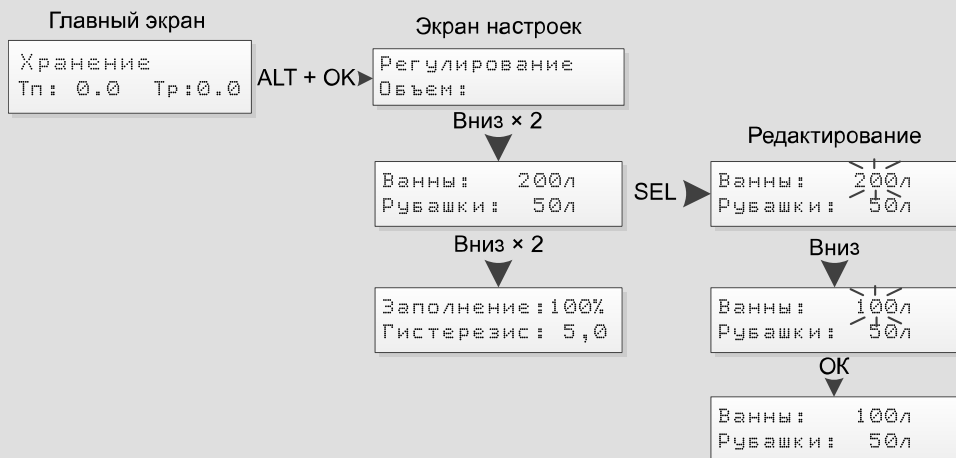 Главный экран
Хранение
Тп: 0.0 Тр:0.0
ALT + OK
Экран настроек
Регулирование
Объем:
Вниз × 2
Ванны: 200л
Рубашки: 50л
Вниз × 2
Заполнение:100%
Гистерезис: 5,0
SEL
Редактирование
Ванны: 200л
Рубашки: 50л
Вниз
Ванны: 100л
Рубашки: 50л
ОК
Ванны: 100л
Рубашки: 50л